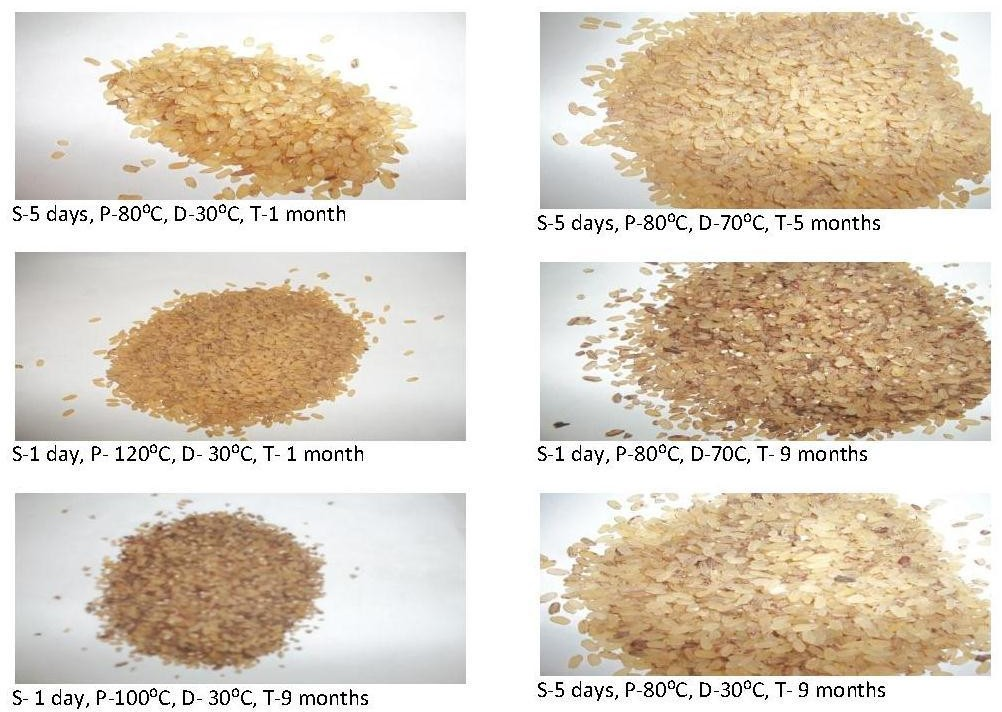 S-5 days, P-80⁰C, D-30⁰C, T-1 month
S-5 days, P-80⁰C, D-70⁰C, T-5 months
S-1 day, P- 120⁰C, D- 30⁰C, T- 1 month
S-1 day, P-80⁰C, D-70C, T- 9 months
S- 1 day, P-100⁰C, D- 30⁰C, T-9 months
S-5 days, P-80⁰C, D-30⁰C, T- 9 months